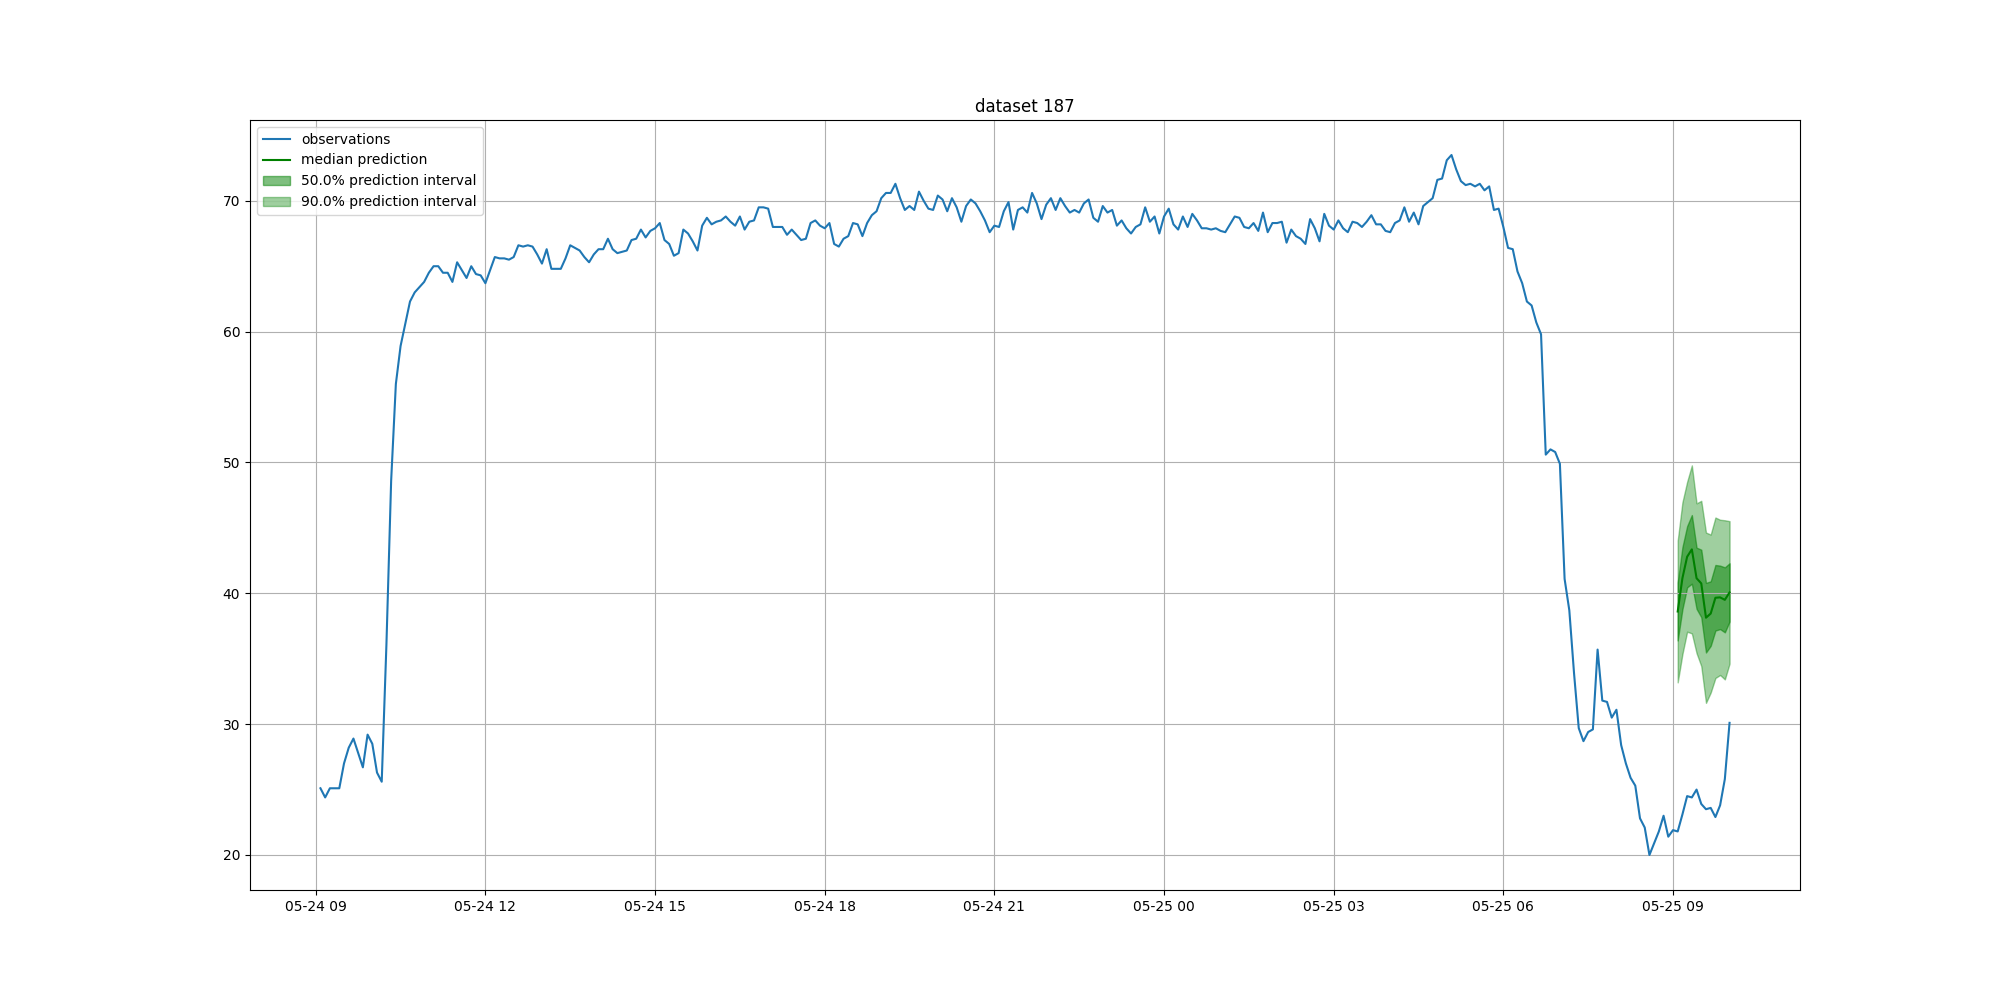 dataset 187
observations
median prediction
50.0% prediction interval
90.0% prediction interval
70
60
50
40
30
20
05-24 09 05-24 12 05-24 15 05-24 18 05-24 21 05-25 00 05-25 03 05-25 06 05-25 09